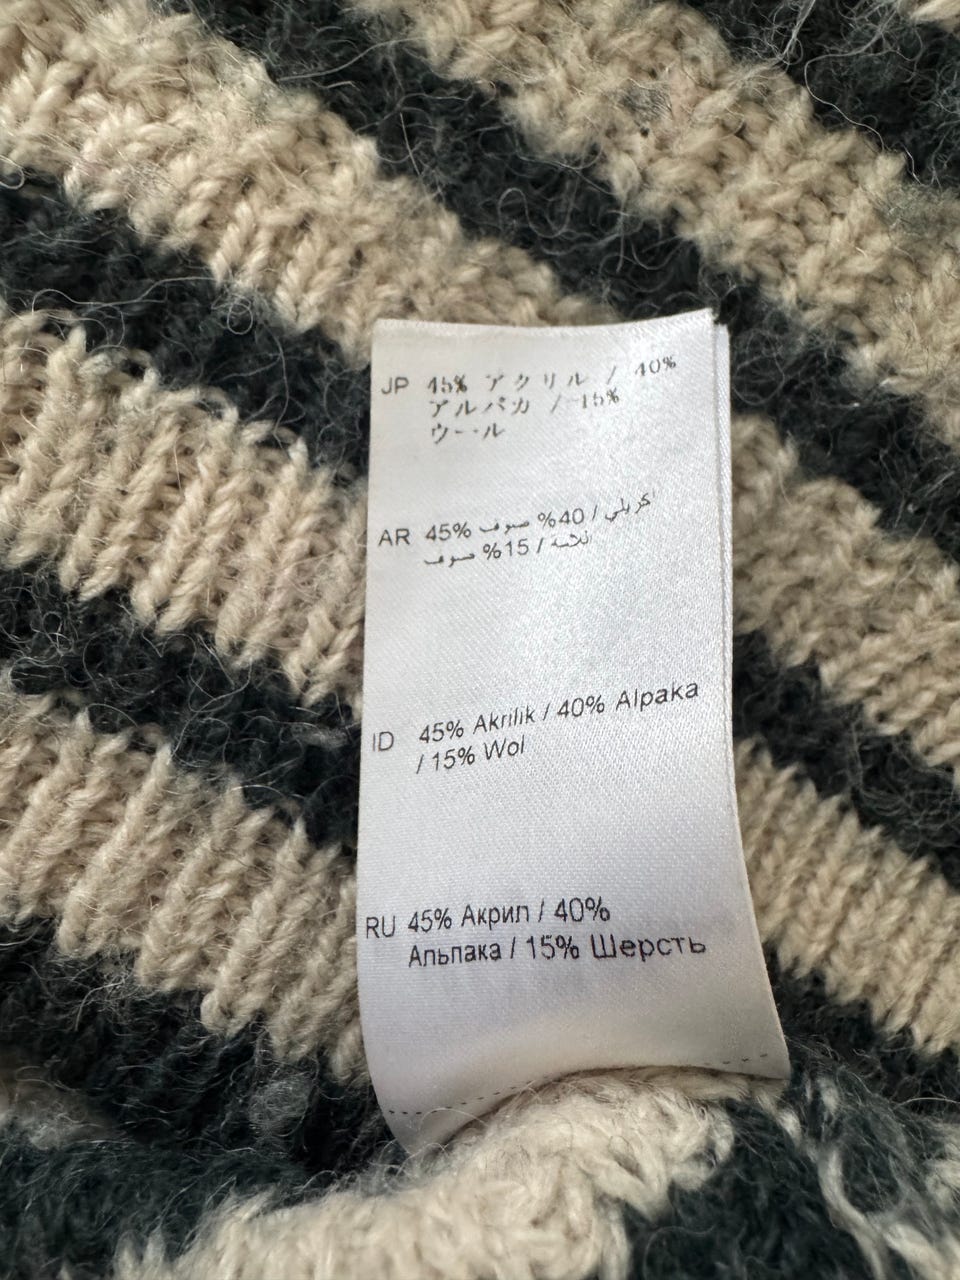 JP 45% アクリル / 40%
アルパカ / 15%
ウール
AR 45% كريلي / 40% صوف
/ 15% صوف
ID 45% Akrilik / 40% Alpaka
/ 15% Wol
RU 45% Акрил / 40%
Альпака / 15% Шерсть